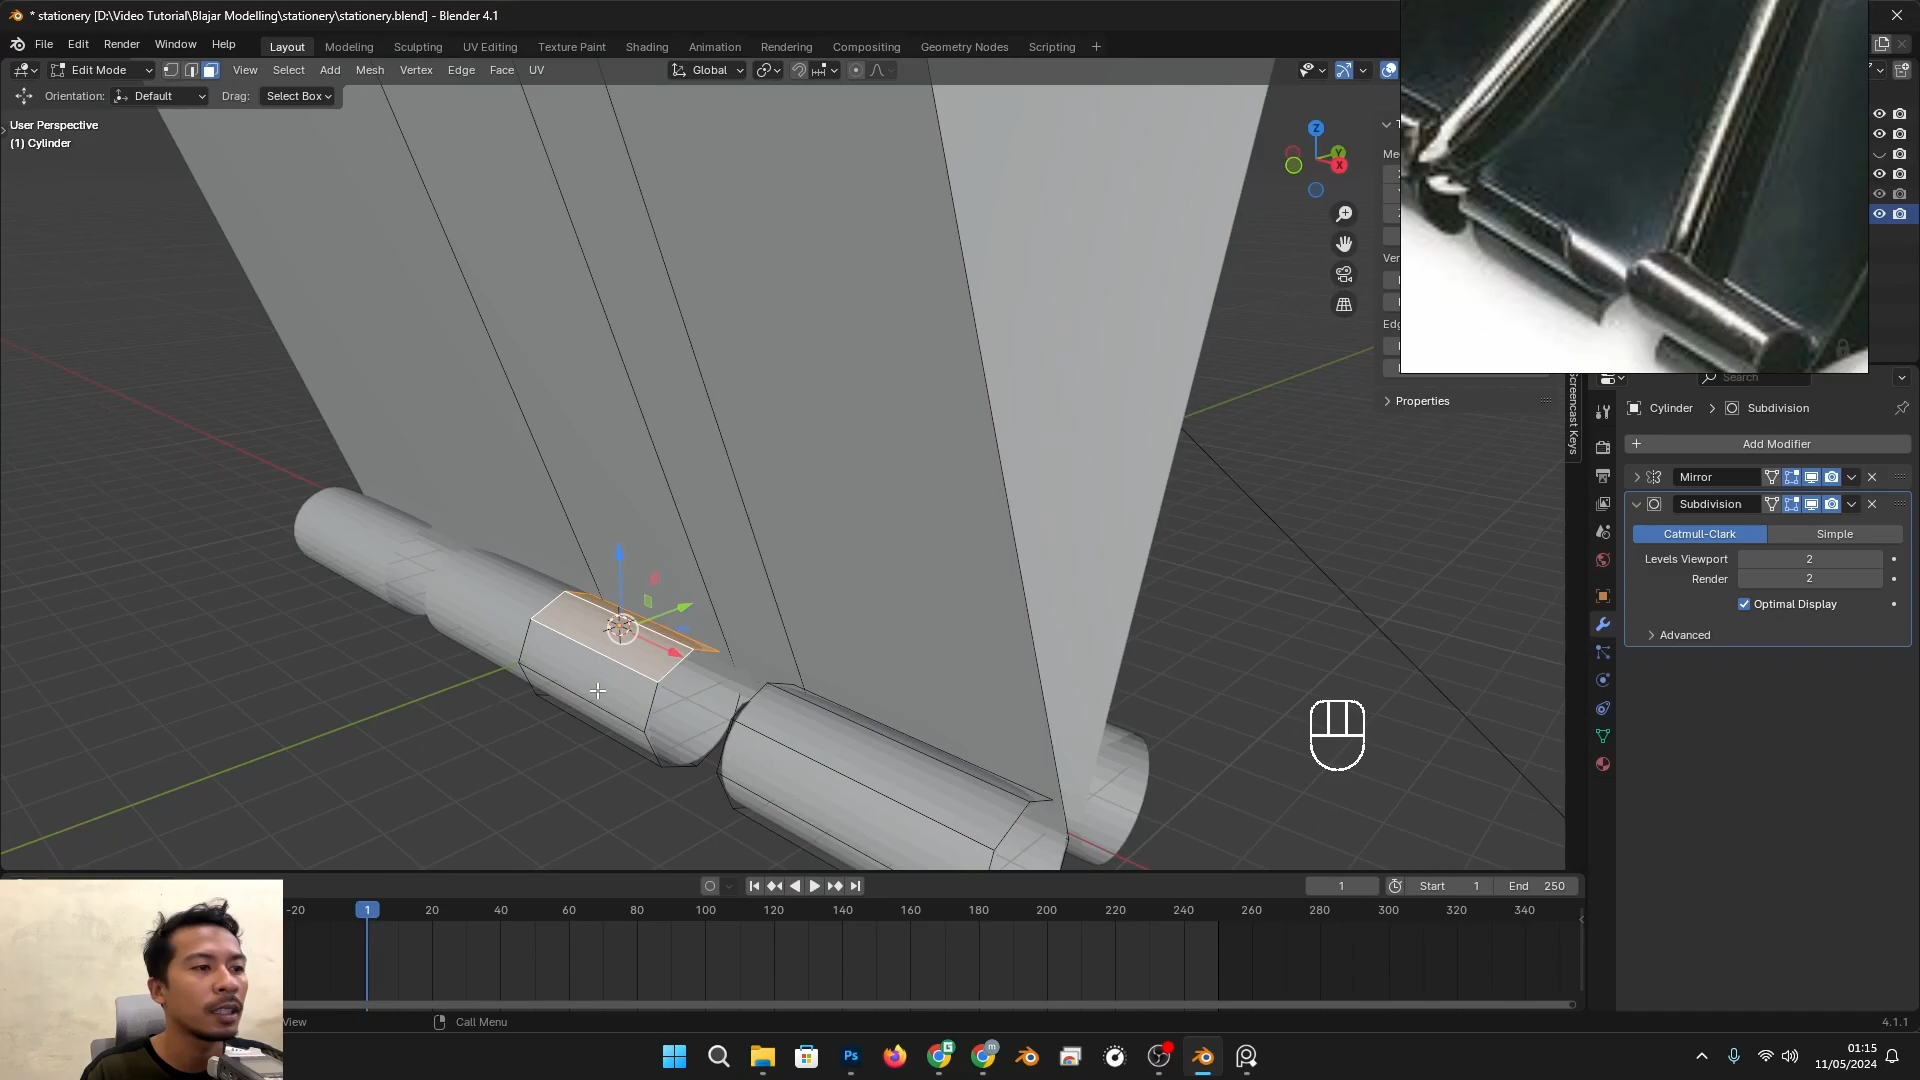 * stationery [D:\Video Tutorial\Blajar Modelling\stationery\stationery.blend] - Blender 4.1
File Edit Render Window Help
Layout Modeling Sculpting UV Editing Texture Paint Shading Animation Rendering Compositing Geometry Nodes Scripting +
Edit Mode View Select Add Mesh Vertex Edge Face UV Global
Orientation: Default Drag: Select Box
User Perspective
(1) Cylinder
Z
Y
X
Properties
Screencast Keys
Search
Cylinder > Subdivision
Add Modifier
Mirror
Subdivision
Catmull-Clark Simple
Levels Viewport 2
Render 2
Optimal Display
Advanced
1 Start 1 End 250
-20 1 20 40 60 80 100 120 140 160 180 200 220 240 260 280 300 320 340
View Call Menu
4.1.1
Ps
G
m
01:15
11/05/2024